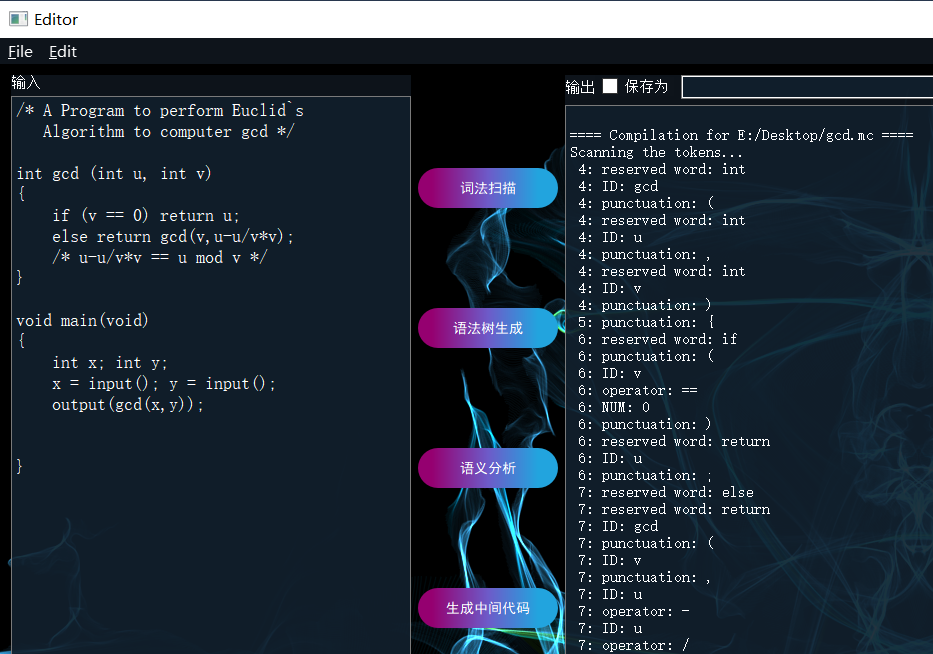 Editor
File Edit
输入
/* A Program to perform Euclid`s
   Algorithm to computer gcd */
int gcd (int u, int v)
{
    if (v == 0) return u;
    else return gcd(v,u-u/v*v);
    /* u-u/v*v == u mod v */
}
void main(void)
{
    int x; int y;
    x = input(); y = input();
    output(gcd(x,y));
}
词法扫描
语法树生成
语义分析
生成中间代码
输出 保存为
==== Compilation for E:/Desktop/gcd.mc ====
Scanning the tokens...
4: reserved word: int
4: ID: gcd
4: punctuation: (
4: reserved word: int
4: ID: u
4: punctuation: ,
4: reserved word: int
4: ID: v
4: punctuation: )
5: punctuation: {
6: reserved word: if
6: punctuation: (
6: ID: v
6: operator: ==
6: NUM: 0
6: punctuation: )
6: reserved word: return
6: ID: u
6: punctuation: ;
7: reserved word: else
7: reserved word: return
7: ID: gcd
7: punctuation: (
7: ID: v
7: punctuation: ,
7: ID: u
7: operator: -
7: ID: u
7: operator: /